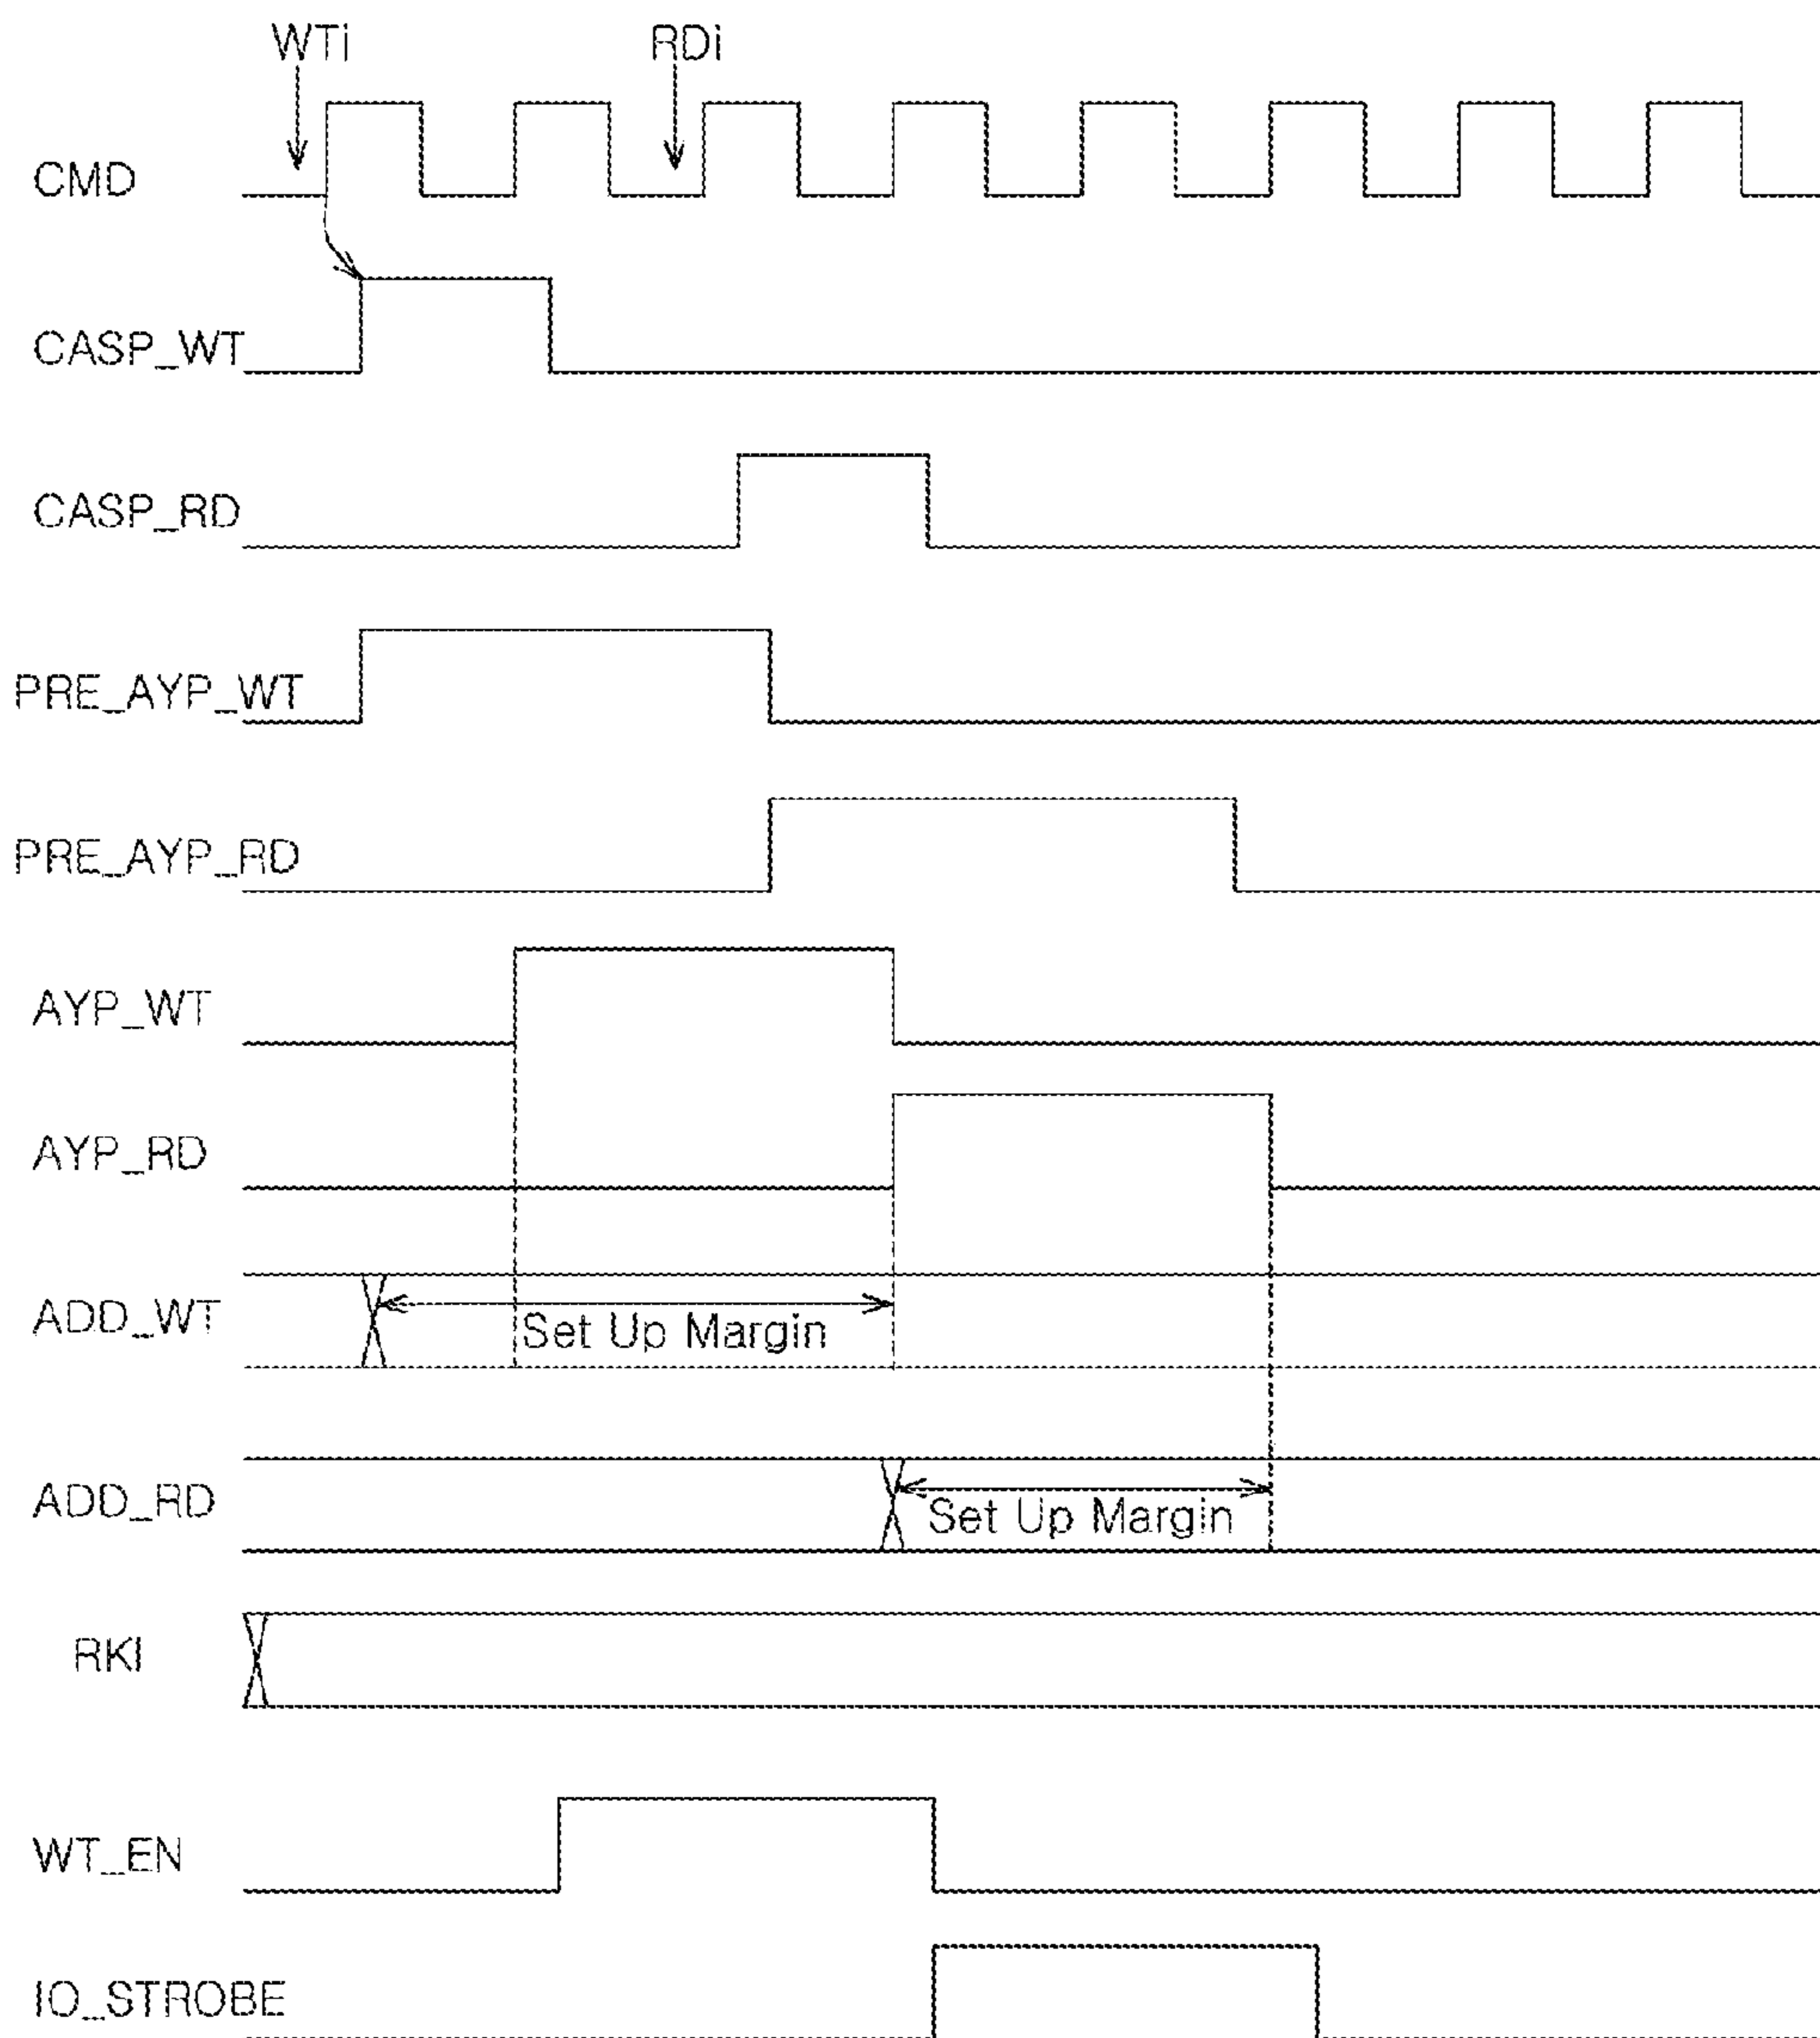 WTi RDi
CMD
CASP_WT
CASP_RD
PRE_AYP_WT
PRE_AYP_RD
AYP_WT
AYP_RD
ADD_WT
Set Up Margin
ADD_RD
Set Up Margin
RKI
WT_EN
IO_STROBE